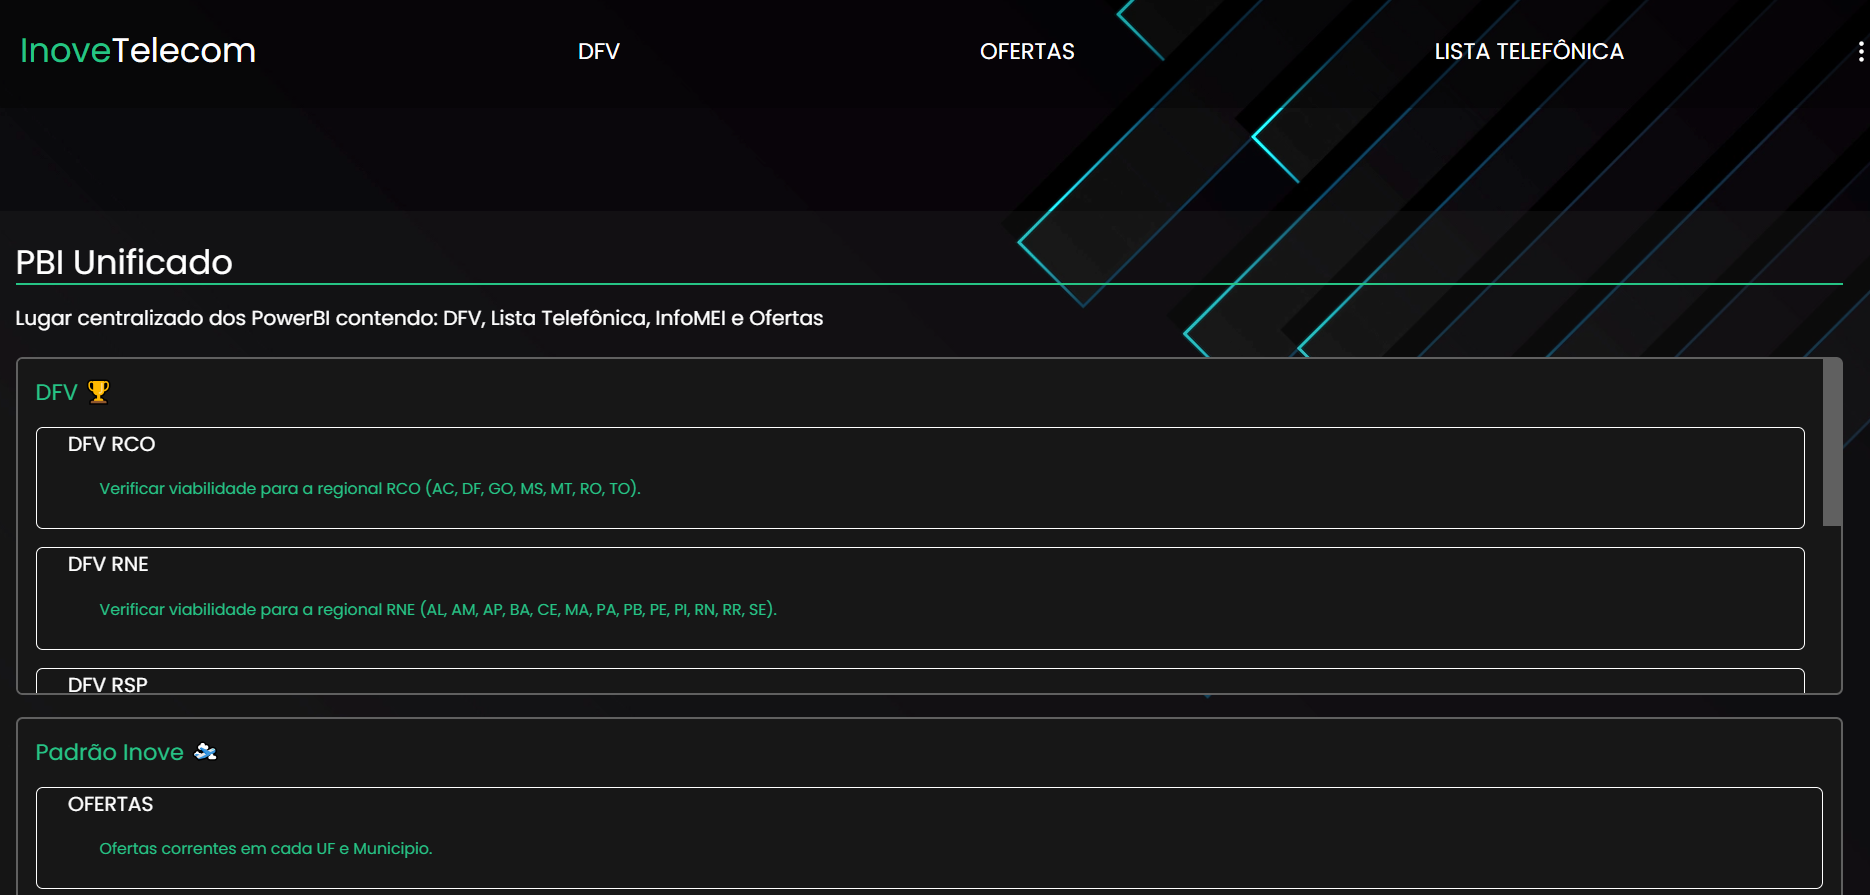 InoveTelecom
DFV
OFERTAS
LISTA TELEFÔNICA
PBI Unificado
Lugar centralizado dos PowerBI contendo: DFV, Lista Telefônica, InfoMEI e Ofertas
DFV 🏆
DFV RCO
Verificar viabilidade para a regional RCO (AC, DF, GO, MS, MT, RO, TO).
DFV RNE
Verificar viabilidade para a regional RNE (AL, AM, AP, BA, CE, MA, PA, PB, PE, PI, RN, RR, SE).
DFV RSP
Padrão Inove
OFERTAS
Ofertas correntes em cada UF e Municipio.